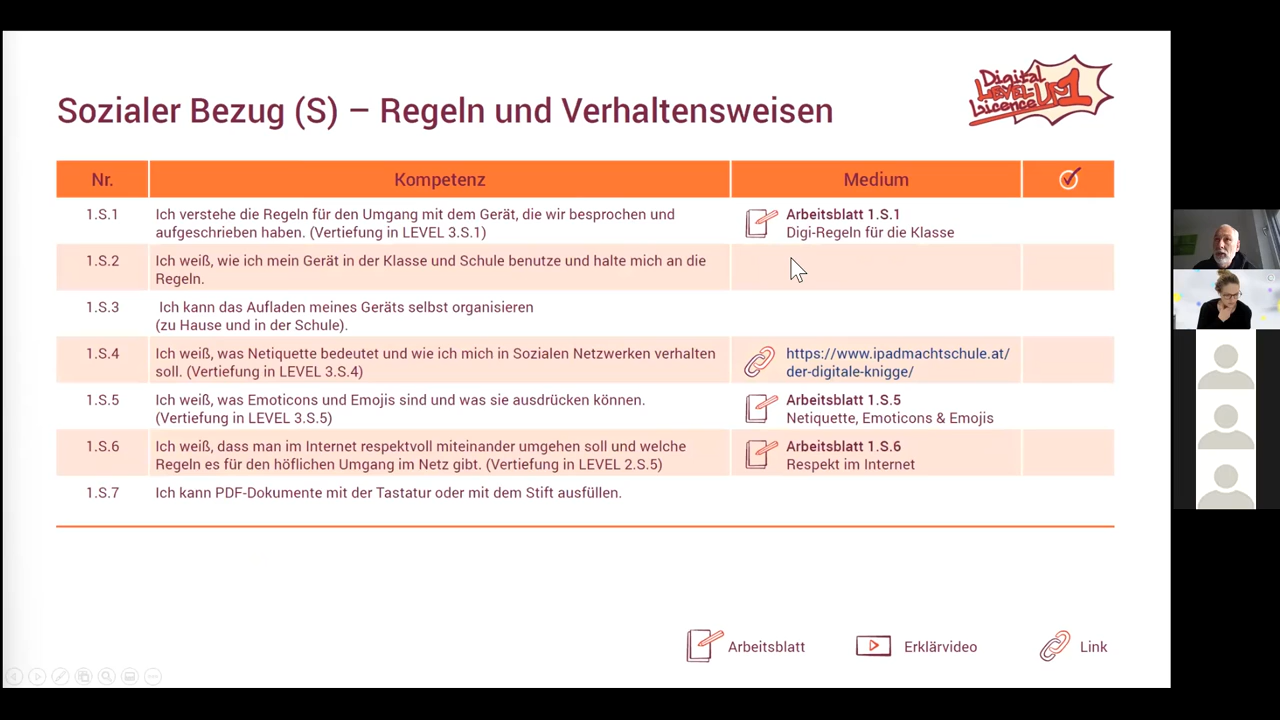 Digital
LEVEL-UP 1
Licence
Sozialer Bezug (S) – Regeln und Verhaltensweisen
Nr.
Kompetenz
Medium
1.S.1
Ich verstehe die Regeln für den Umgang mit dem Gerät, die wir besprochen und
aufgeschrieben haben. (Vertiefung in LEVEL 3.S.1)
Arbeitsblatt 1.S.1
Digi-Regeln für die Klasse
1.S.2
Ich weiß, wie ich mein Gerät in der Klasse und Schule benutze und halte mich an die
Regeln.
1.S.3
Ich kann das Aufladen meines Geräts selbst organisieren
(zu Hause und in der Schule).
1.S.4
Ich weiß, was Netiquette bedeutet und wie ich mich in Sozialen Netzwerken verhalten
soll. (Vertiefung in LEVEL 3.S.4)
https://www.ipadmachtschule.at/
der-digitale-knigge/
1.S.5
Ich weiß, was Emoticons und Emojis sind und was sie ausdrücken können.
(Vertiefung in LEVEL 3.S.5)
Arbeitsblatt 1.S.5
Netiquette, Emoticons & Emojis
1.S.6
Ich weiß, dass man im Internet respektvoll miteinander umgehen soll und welche
Regeln es für den höflichen Umgang im Netz gibt. (Vertiefung in LEVEL 2.S.5)
Arbeitsblatt 1.S.6
Respekt im Internet
1.S.7
Ich kann PDF-Dokumente mit der Tastatur oder mit dem Stift ausfüllen.
Arbeitsblatt
Erklärvideo
Link